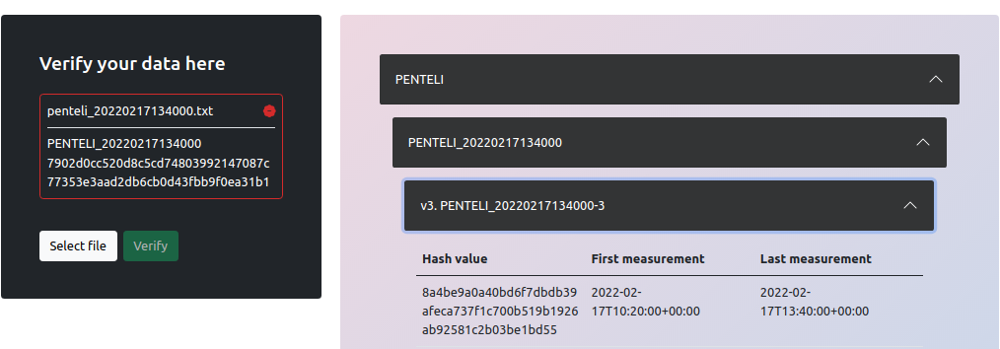 Verify your data here
penteli_20220217134000.txt
PENTELI_20220217134000
7902d0cc520d8c5cd74803992147087c
77353e3aad2db6cb0d43fbb9f0ea31b1
Select file
Verify
PENTELI
PENTELI_20220217134000
v3. PENTELI_20220217134000-3
Hash value First measurement Last measurement
8a4be9a0a40bd6f7dbdb39 2022-02- 2022-02-
afeca737f1c700b519b1926 17T10:20:00+00:00 17T13:40:00+00:00
ab92581c2b03be1bd55